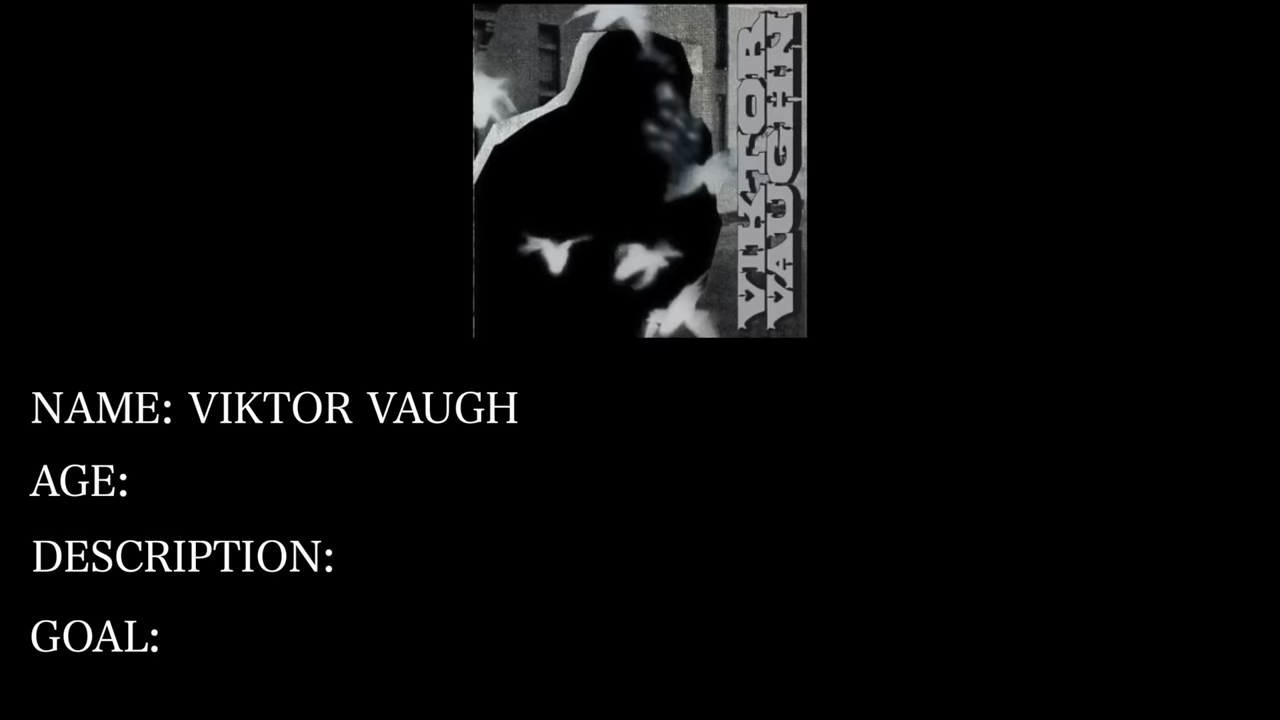 VIKTOR
VAUGHN
NAME: VIKTOR VAUGH
AGE:
DESCRIPTION:
GOAL: